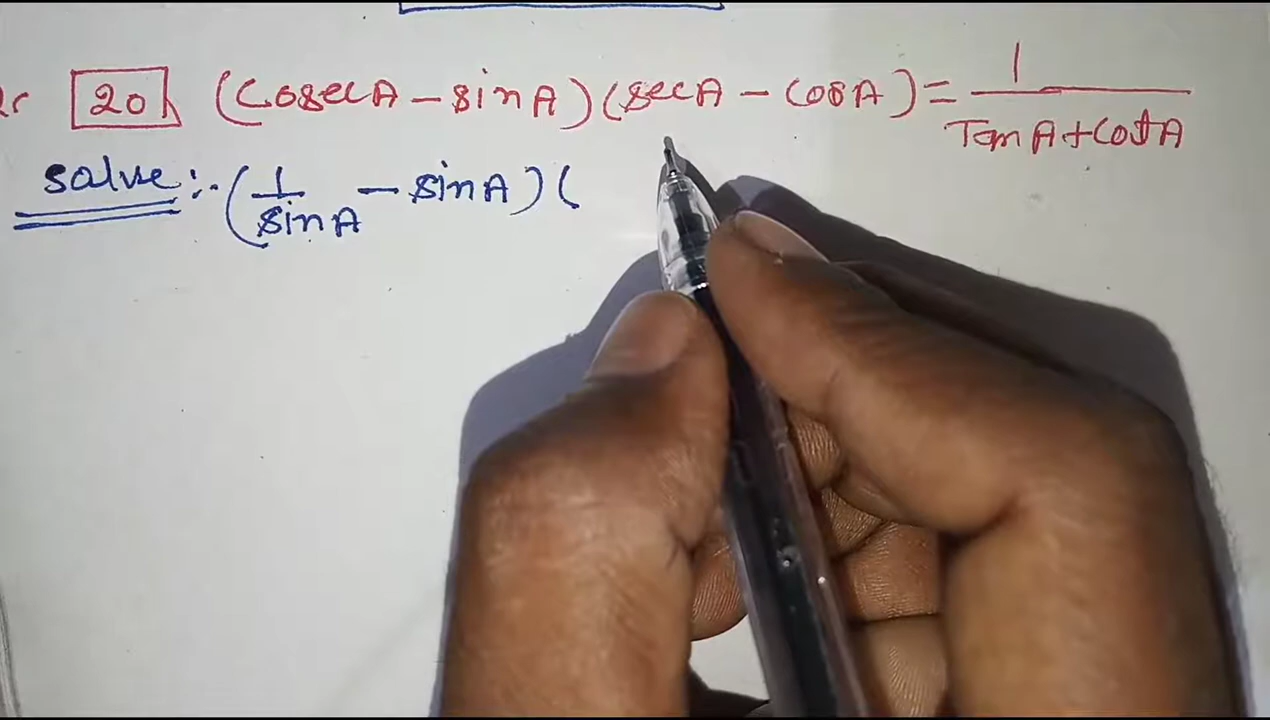 20 (CosecA - sinA)(secA - cosA) = 1/TanA + CotA
Solve :- (1/sinA - sinA)(